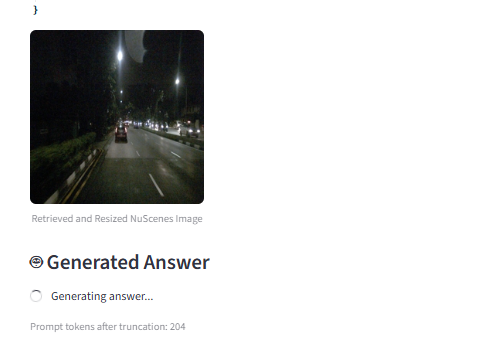 }
Retrieved and Resized NuScenes Image
Generated Answer
Generating answer...
Prompt tokens after truncation: 204